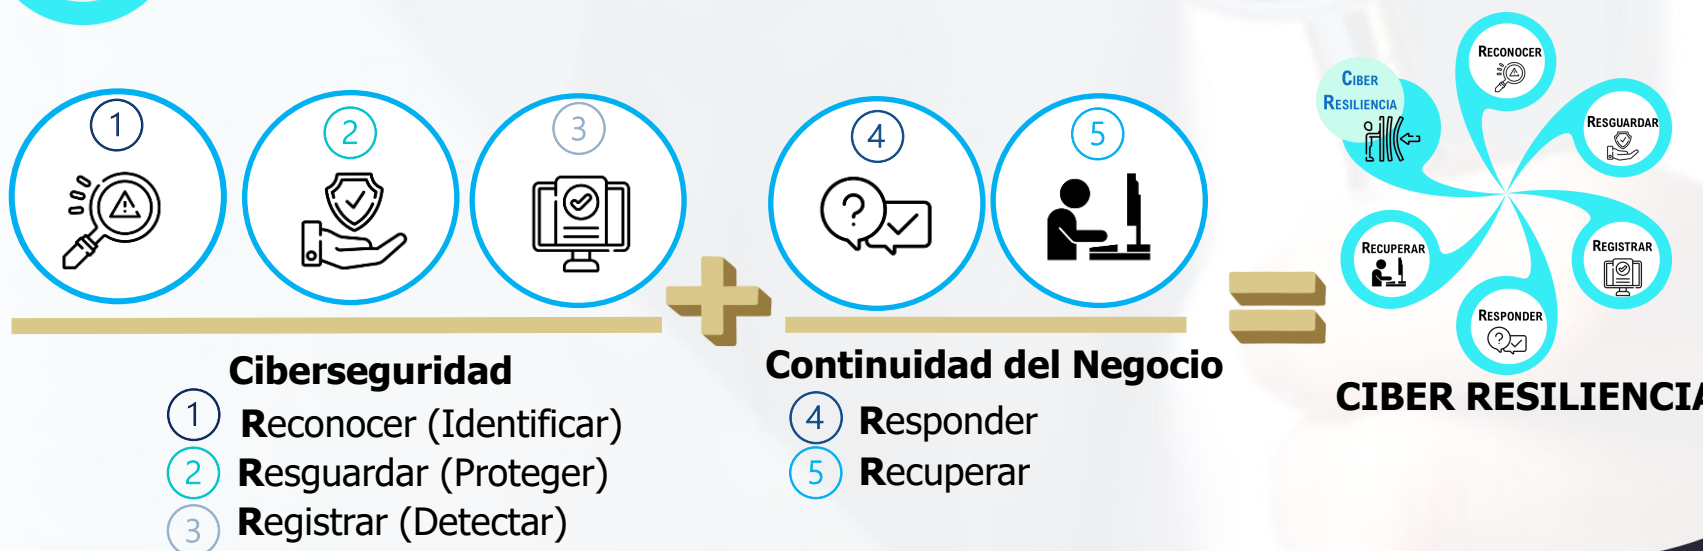 1
2
3
4
5
Ciberseguridad
1 Reconocer (Identificar)
2 Resguardar (Proteger)
3 Registrar (Detectar)
Continuidad del Negocio
4 Responder
5 Recuperar
CIBER
RESILIENCIA
RECONOCER
RESGUARDAR
REGISTRAR
RESPONDER
RECUPERAR
CIBER RESILIENCIA